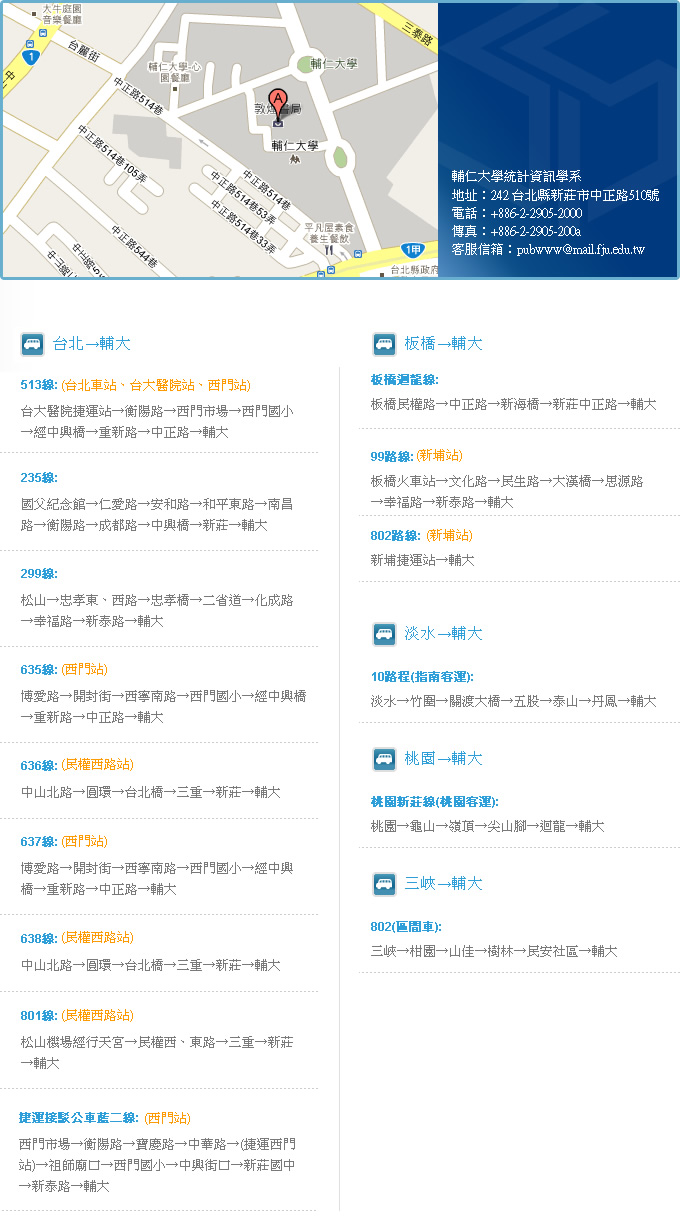 大牛庭園
音樂餐廳
台麗街
三泰路
1
中
輔仁大學-心
園餐廳
輔仁大學
中正路514巷
A
敦煌書局
輔仁大學
中正路514巷105弄
中正路514巷
中正路514巷53弄
中正路514巷33弄
中正路544巷
平凡屋素食
養生餐飲
1甲
台北縣政府
輔仁大學統計資訊學系
地址：242 台北縣新莊市中正路510號
電話：+886-2-2905-2000
傳真：+886-2-2905-200a
客服信箱：pubwww@mail.fju.edu.tw
台北→輔大
513線: (台北車站、台大醫院站、西門站)
台大醫院捷運站→衡陽路→西門市場→西門國小
→經中興橋→重新路→中正路→輔大
235線:
國父紀念館→仁愛路→安和路→和平東路→南昌
路→衡陽路→成都路→中興橋→新莊→輔大
299線:
松山→忠孝東、西路→忠孝橋→二省道→化成路
→幸福路→新泰路→輔大
635線: (西門站)
博愛路→開封街→西寧南路→西門國小→經中興橋
→重新路→中正路→輔大
636線: (民權西路站)
中山北路→圓環→台北橋→三重→新莊→輔大
637線: (西門站)
博愛路→開封街→西寧南路→西門國小→經中興
橋→重新路→中正路→輔大
638線: (民權西路站)
中山北路→圓環→台北橋→三重→新莊→輔大
801線: (民權西路站)
松山機場經行天宮→民權西、東路→三重→新莊
→輔大
捷運接駁公車藍二線: (西門站)
西門市場→衡陽路→寶慶路→中華路→(捷運西門
站)→祖師廟口→西門國小→中興街口→新莊國中
→新泰路→輔大
板橋→輔大
板橋迴龍線:
板橋民權路→中正路→新海橋→新莊中正路→輔大
99路線: (新埔站)
板橋火車站→文化路→民生路→大漢橋→思源路
→幸福路→新泰路→輔大
802路線: (新埔站)
新埔捷運站→輔大
淡水→輔大
10路程(指南客運):
淡水→竹圍→關渡大橋→五股→泰山→丹鳳→輔大
桃園→輔大
桃園新莊線(桃園客運):
桃園→龜山→嶺頂→尖山腳→迴龍→輔大
三峽→輔大
802(區間車):
三峽→柑園→山佳→樹林→民安社區→輔大